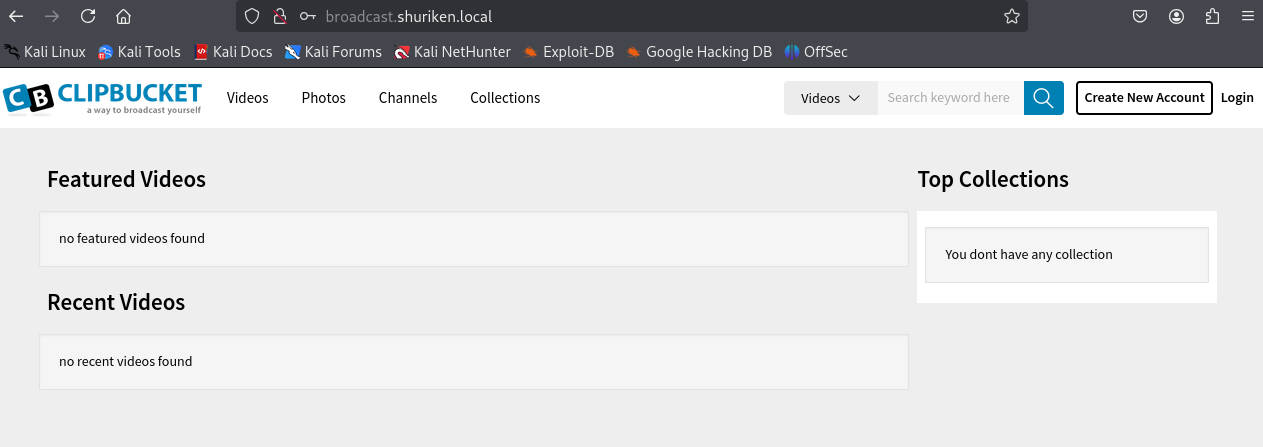 broadcast.shuriken.local
Kali Linux Kali Tools Kali Docs Kali Forums Kali NetHunter Exploit-DB Google Hacking DB OffSec
CB CLIPBUCKET
a way to broadcast yourself
Videos Photos Channels Collections Videos Search keyword here Create New Account Login
Featured Videos
no featured videos found
Recent Videos
no recent videos found
Top Collections
You dont have any collection